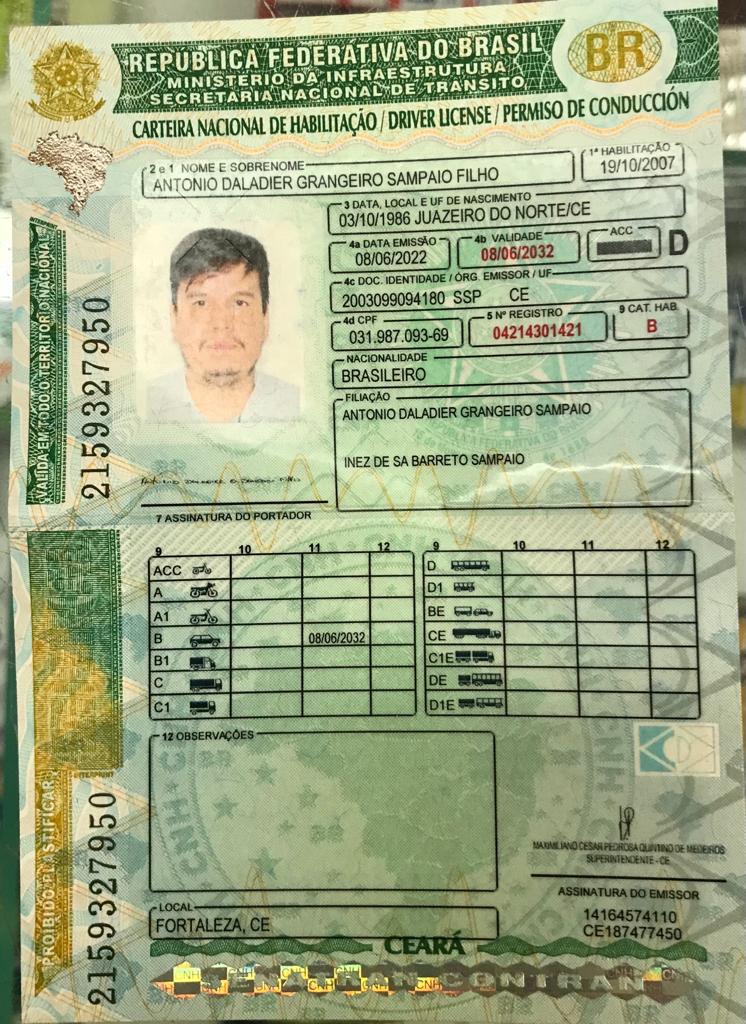 REPÚBLICA FEDERATIVA DO BRASIL
MINISTÉRIO DA INFRAESTRUTURA
SECRETARIA NACIONAL DE TRÂNSITO
BR
CARTEIRA NACIONAL DE HABILITAÇÃO / DRIVER LICENSE / PERMISO DE CONDUCCIÓN
2 e 1 NOME E SOBRENOME
ANTONIO DALADIER GRANGEIRO SAMPAIO FILHO
1ª HABILITAÇÃO
19/10/2007
3 DATA, LOCAL E UF DE NASCIMENTO
03/10/1986 JUAZEIRO DO NORTE/CE
4a DATA EMISSÃO
08/06/2022
4b VALIDADE
08/06/2032
ACC
D
4c DOC. IDENTIDADE / ÓRG. EMISSOR / UF
2003099094180 SSP CE
4d CPF
031.987.093-69
5 Nº REGISTRO
04214301421
9 CAT. HAB.
B
NACIONALIDADE
BRASILEIRO
FILIAÇÃO
ANTONIO DALADIER GRANGEIRO SAMPAIO
INEZ DE SA BARRETO SAMPAIO
7 ASSINATURA DO PORTADOR
VÁLIDA EM TODO O TERRITÓRIO NACIONAL
2159327950
9 10 11 12
ACC
A
A1
B 08/06/2032
B1
C
C1
9 10 11 12
D
D1
BE
CE
C1E
DE
D1E
12 OBSERVAÇÕES
MAXIMILIANO CESAR PEDROSA QUINTINO DE MEDEIROS
SUPERINTENDENTE - CE
ASSINATURA DO EMISSOR
14164574110
CE187477450
LOCAL
FORTALEZA, CE
CEARÁ
PROIBIDO PLASTIFICAR
2159327950
DENATRAN CONTRAN